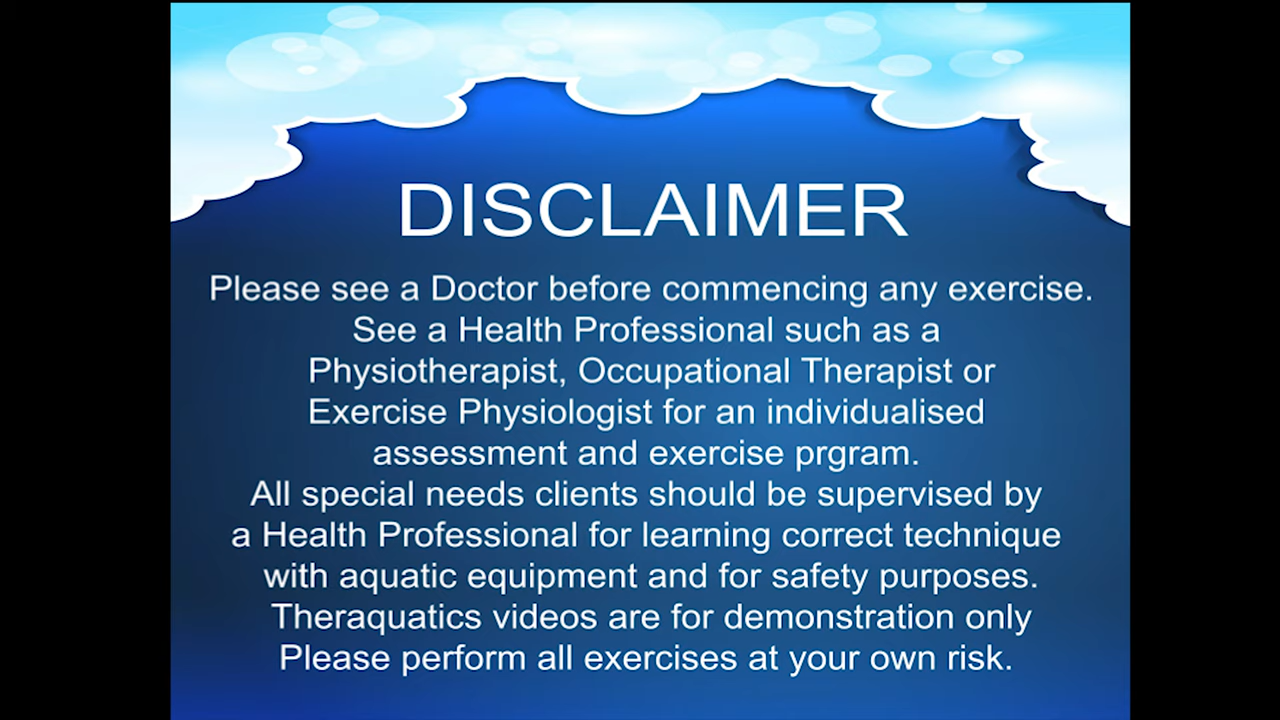 DISCLAIMER
Please see a Doctor before commencing any exercise.
See a Health Professional such as a
Physiotherapist, Occupational Therapist or
Exercise Physiologist for an individualised
assessment and exercise prgram.
All special needs clients should be supervised by
a Health Professional for learning correct technique
with aquatic equipment and for safety purposes.
Theraquatics videos are for demonstration only
Please perform all exercises at your own risk.